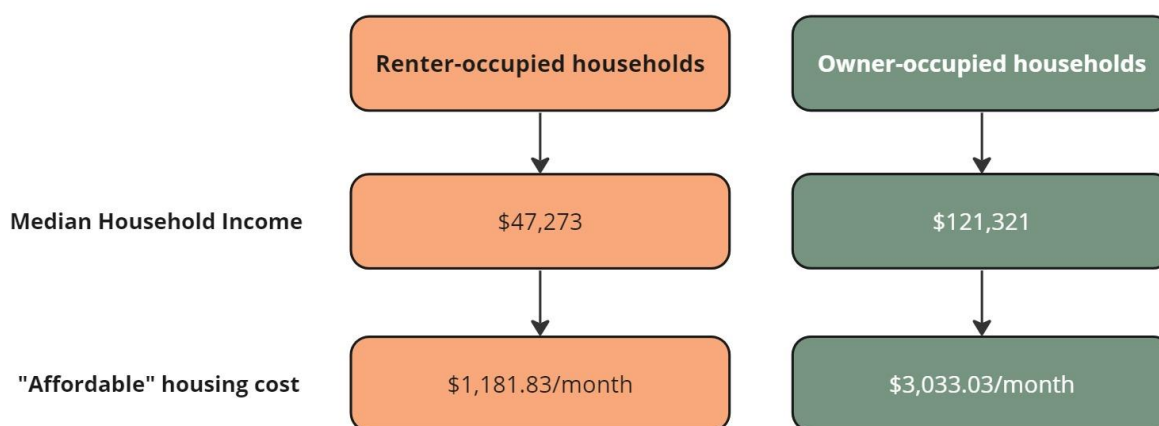 Renter-occupied households
Owner-occupied households
Median Household Income
$47,273
$121,321
"Affordable" housing cost
$1,181.83/month
$3,033.03/month